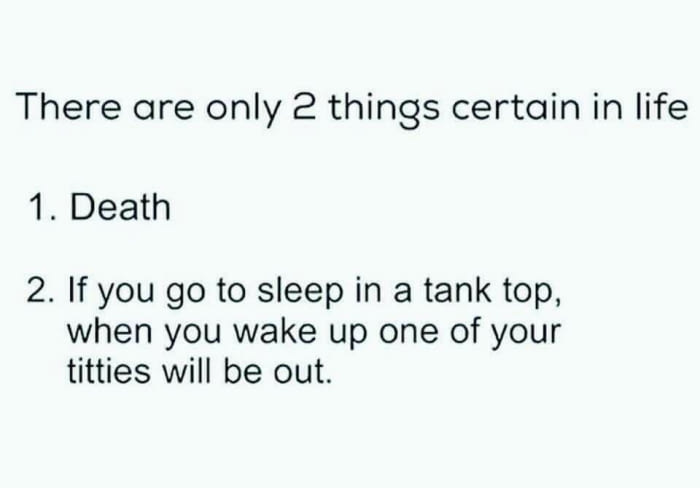 There are only 2 things certain in life
1. Death
2. If you go to sleep in a tank top,
when you wake up one of your
titties will be out.